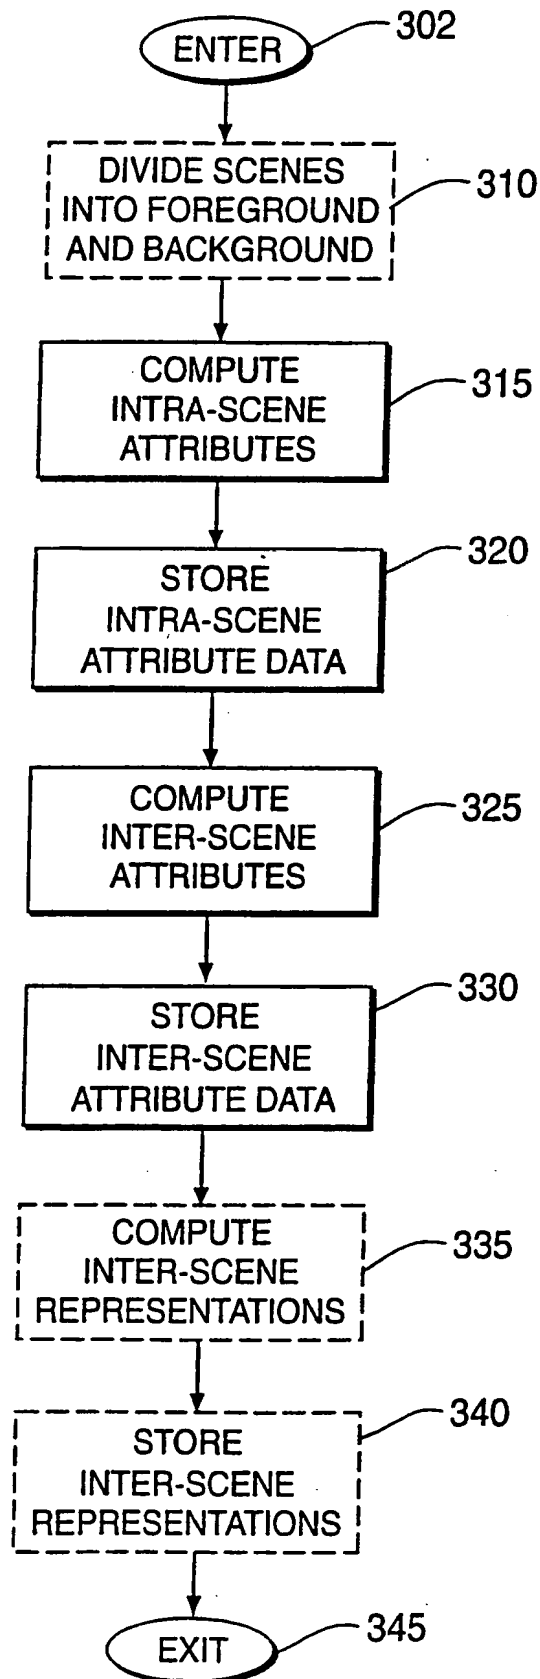 ENTER
302
DIVIDE SCENES
INTO FOREGROUND
AND BACKGROUND
310
COMPUTE
INTRA-SCENE
ATTRIBUTES
315
STORE
INTRA-SCENE
ATTRIBUTE DATA
320
COMPUTE
INTER-SCENE
ATTRIBUTES
325
STORE
INTER-SCENE
ATTRIBUTE DATA
330
COMPUTE
INTER-SCENE
REPRESENTATIONS
335
STORE
INTER-SCENE
REPRESENTATIONS
340
EXIT
345